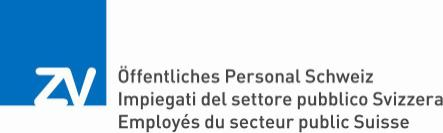 ZV
Öffentliches Personal Schweiz
Impiegati del settore pubblico Svizzera
Employés du secteur public Suisse